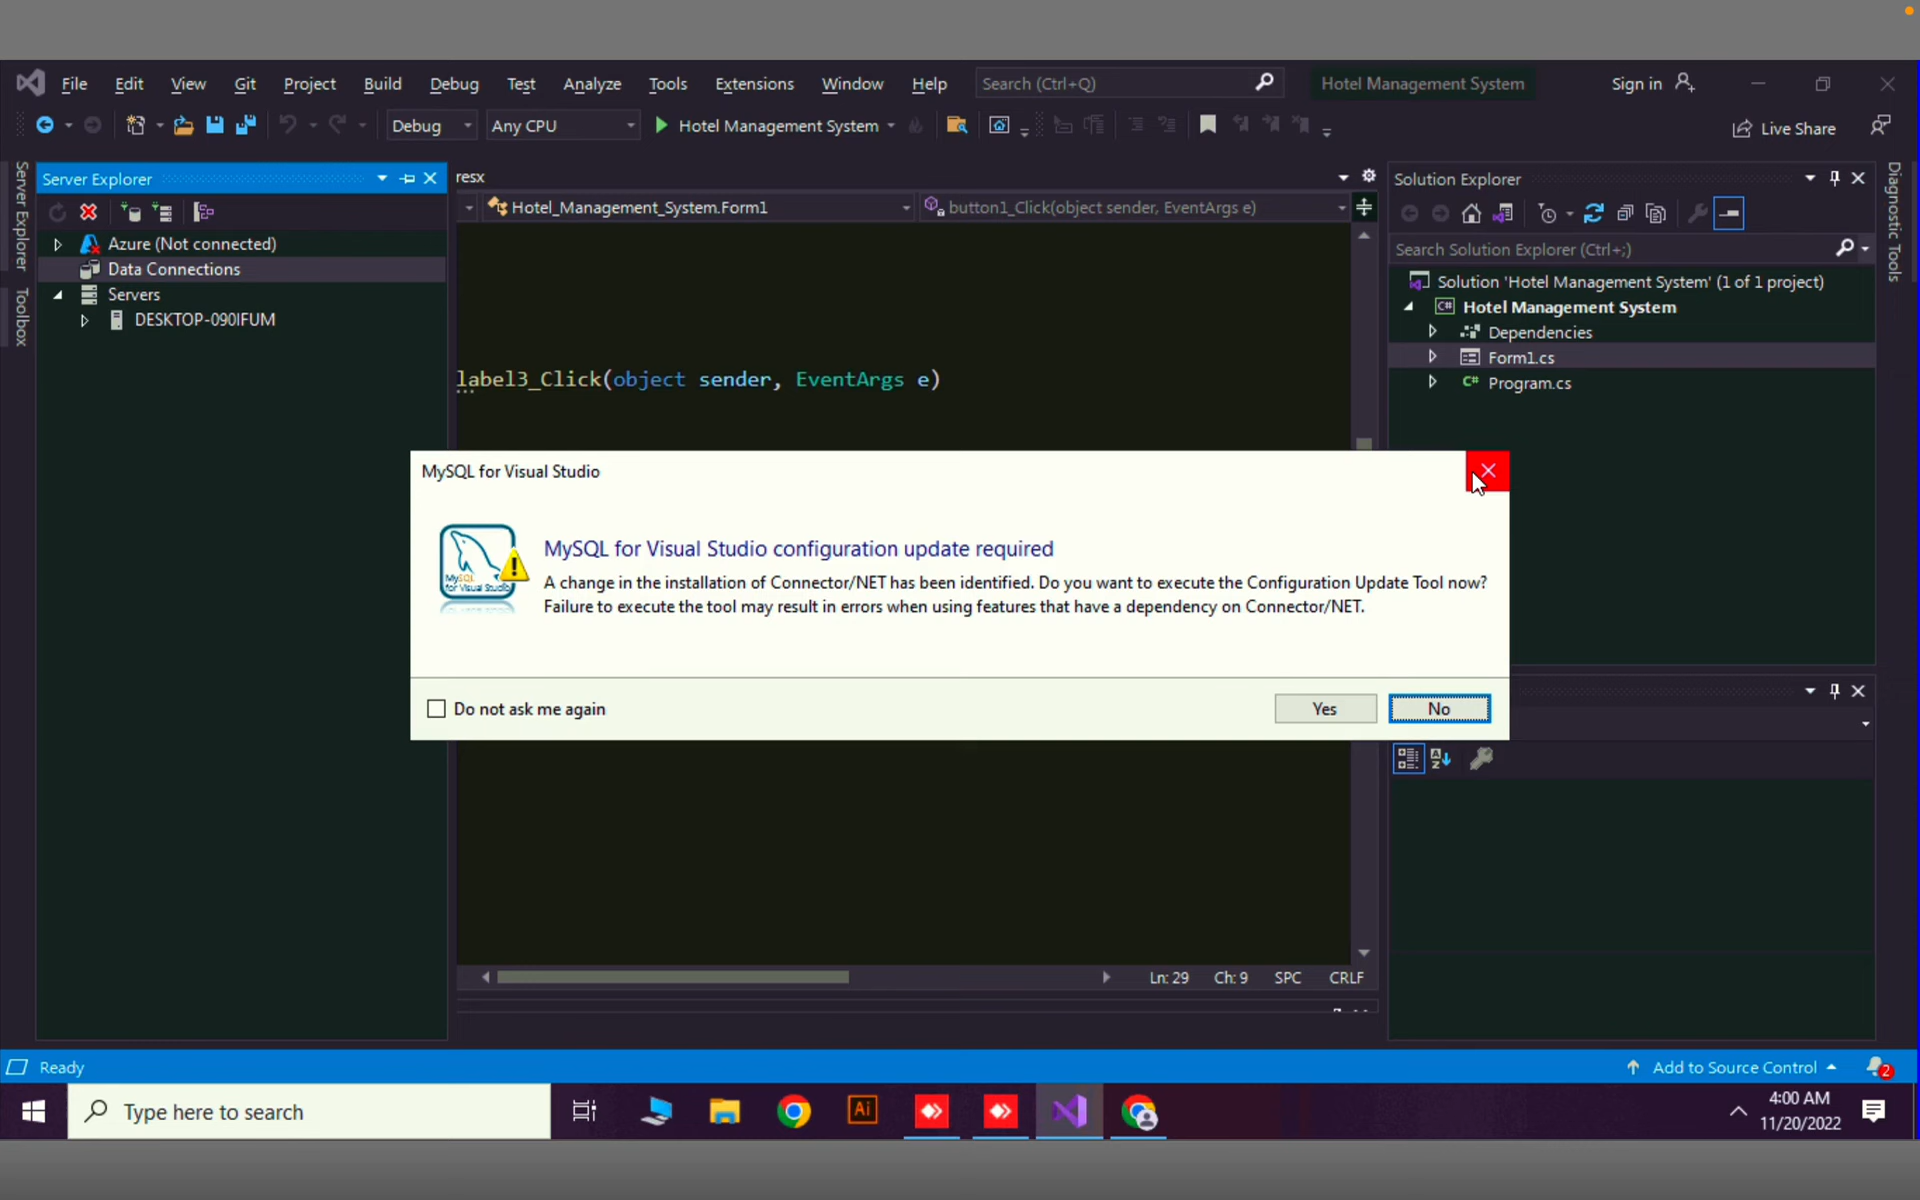 File Edit View Git Project Build Debug Test Analyze Tools Extensions Window Help Search (Ctrl+Q) Hotel Management System Sign in
Debug Any CPU Hotel Management System Live Share
Server Explorer
Toolbox
Server Explorer
Azure (Not connected)
Data Connections
Servers
DESKTOP-090IFUM
resx
Hotel_Management_System.Form1 button1_Click(object sender, EventArgs e)
label3_Click(object sender, EventArgs e)
Solution Explorer
Search Solution Explorer (Ctrl+;)
Solution 'Hotel Management System' (1 of 1 project)
Hotel Management System
Dependencies
Form1.cs
C# Program.cs
Diagnostic Tools
MySQL for Visual Studio
MySQL for Visual Studio configuration update required
A change in the installation of Connector/NET has been identified. Do you want to execute the Configuration Update Tool now?
Failure to execute the tool may result in errors when using features that have a dependency on Connector/NET.
Do not ask me again Yes No
Ln: 29 Ch: 9 SPC CRLF
Ready Add to Source Control 2
Type here to search
Ai
4:00 AM
11/20/2022